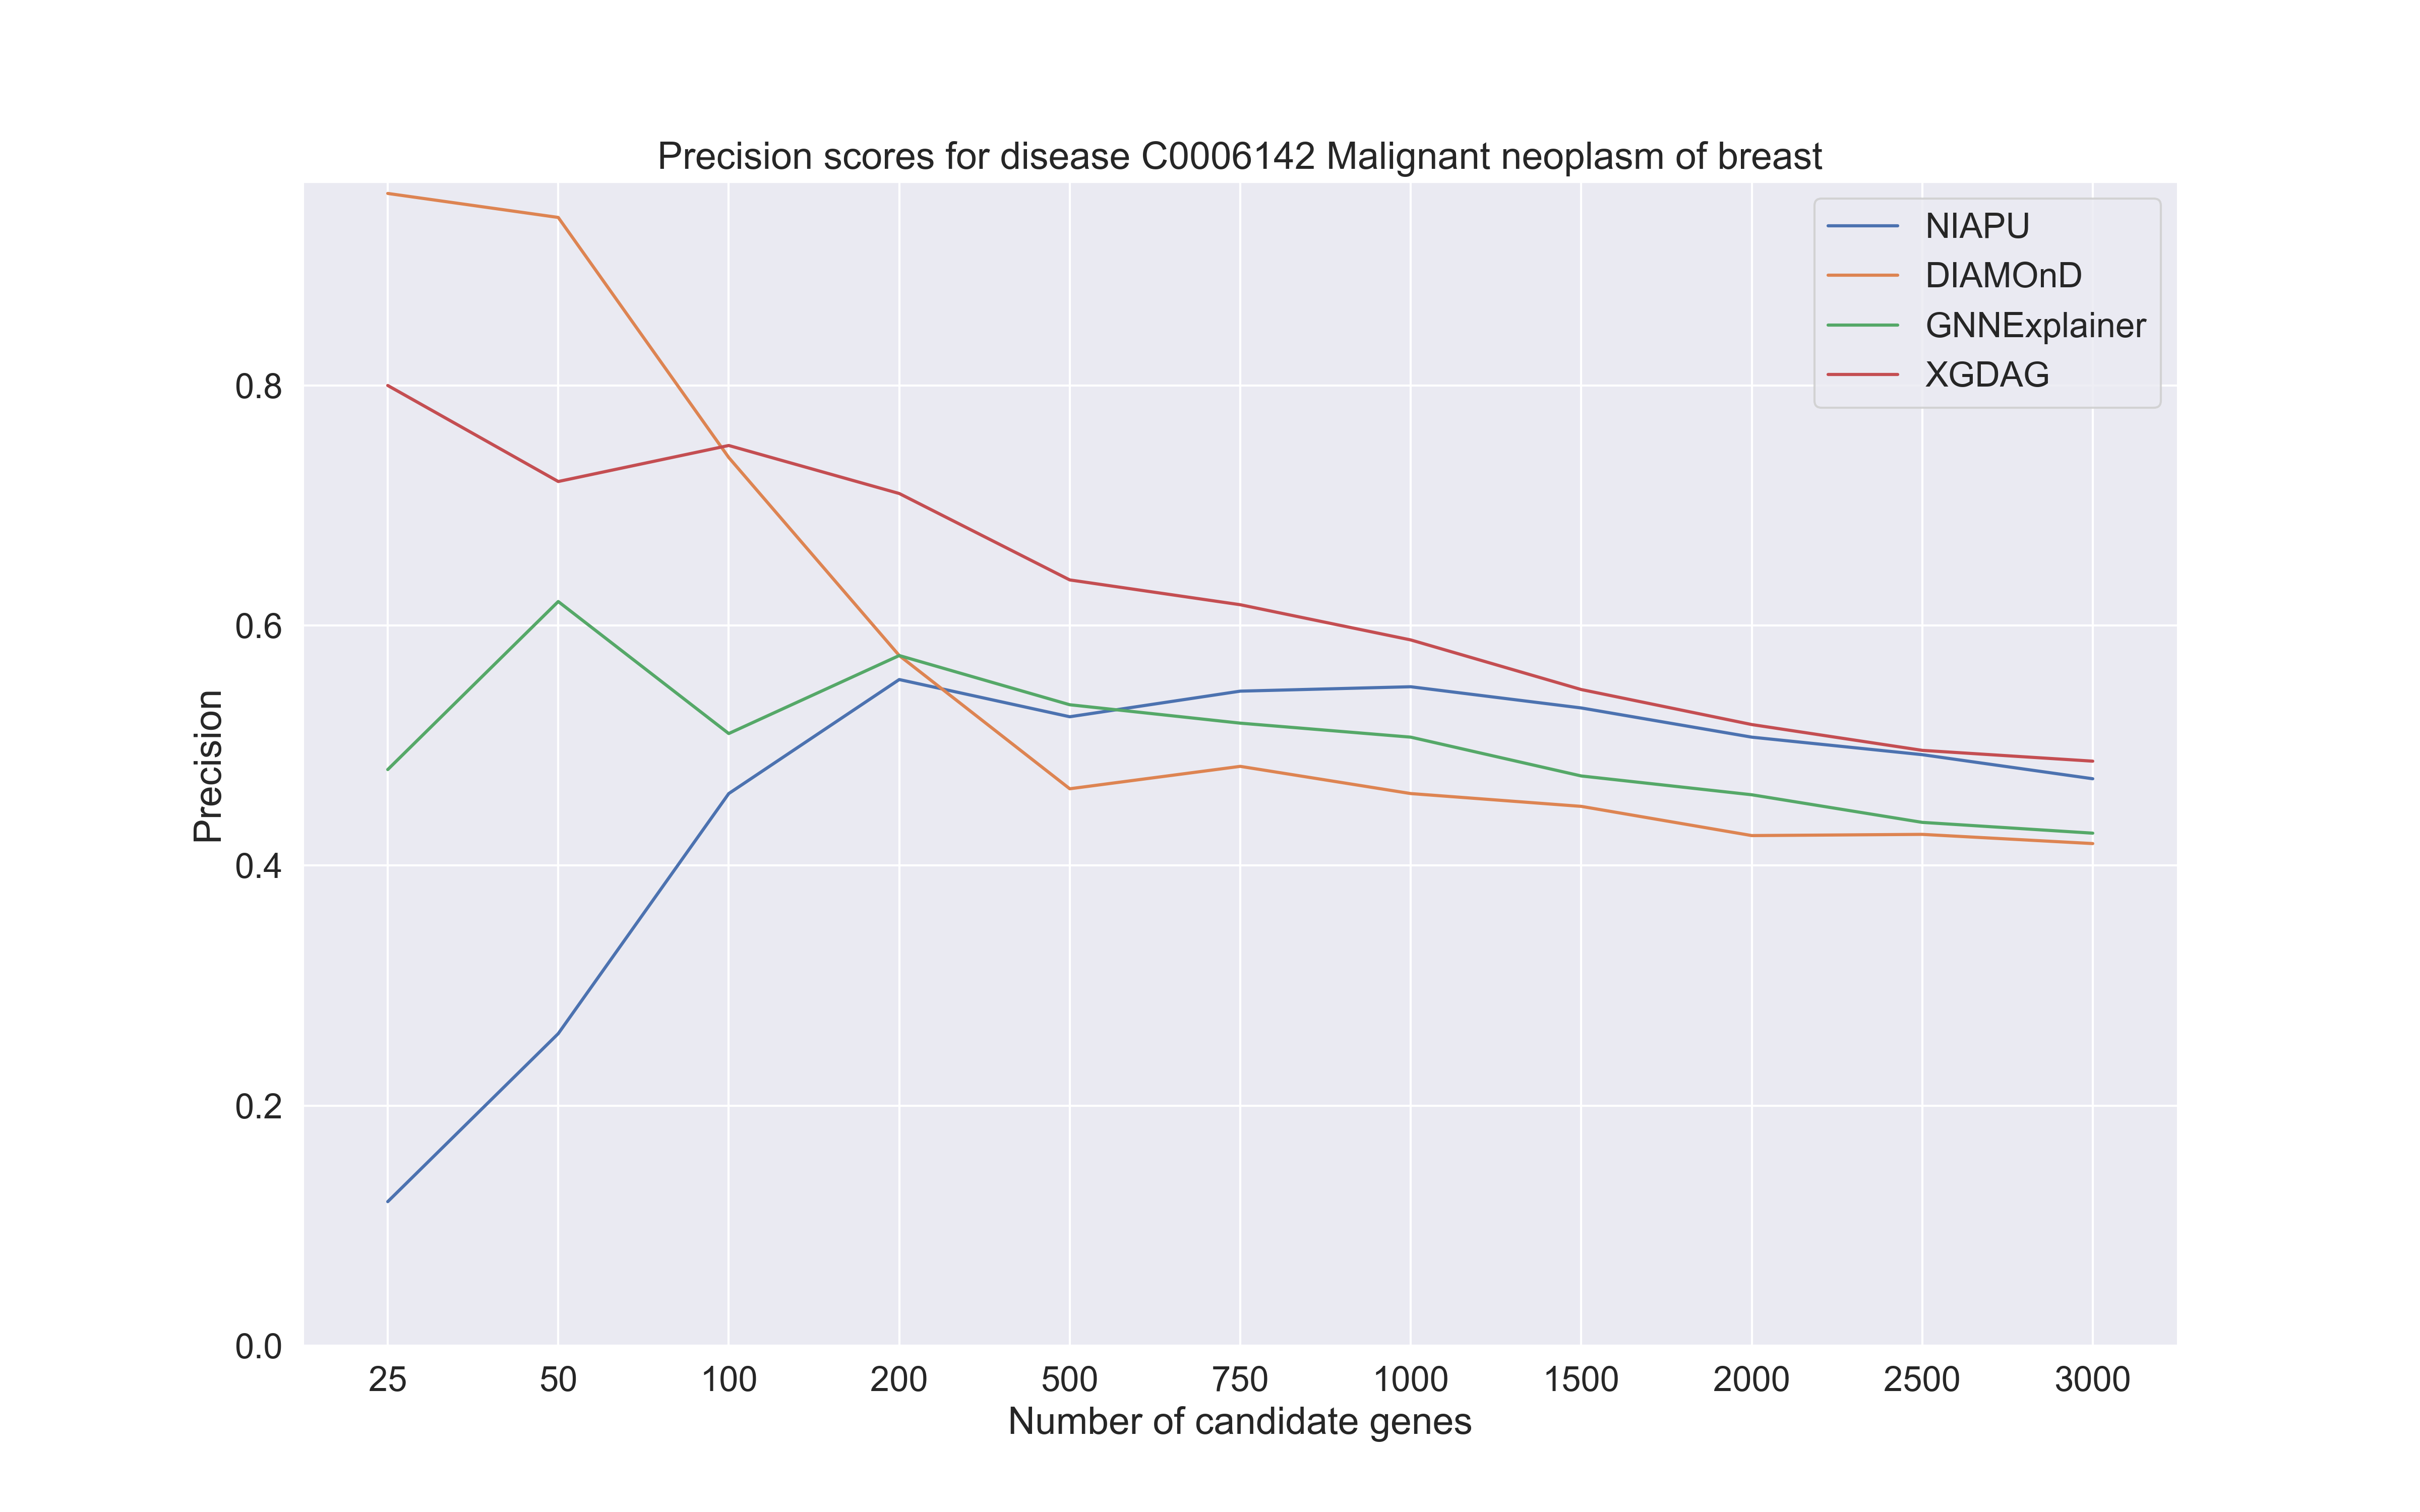 Precision scores for disease C0006142 Malignant neoplasm of breast
NIAPU
DIAMOnD
GNNExplainer
XGDAG
Precision
0.8
0.6
0.4
0.2
0.0
25 50 100 200 500 750 1000 1500 2000 2500 3000
Number of candidate genes